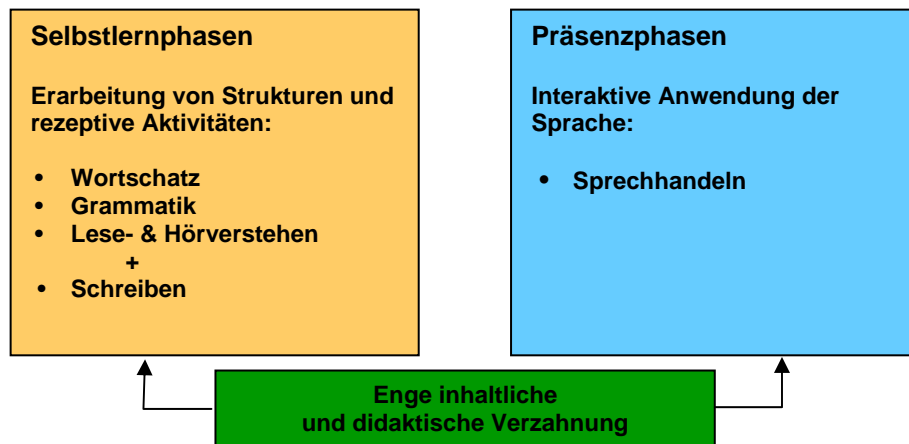 Selbstlernphasen
Erarbeitung von Strukturen und
rezeptive Aktivitäten:
• Wortschatz
• Grammatik
• Lese- & Hörverstehen
+
• Schreiben
Präsenzphasen
Interaktive Anwendung der
Sprache:
• Sprechhandeln
Enge inhaltliche
und didaktische Verzahnung